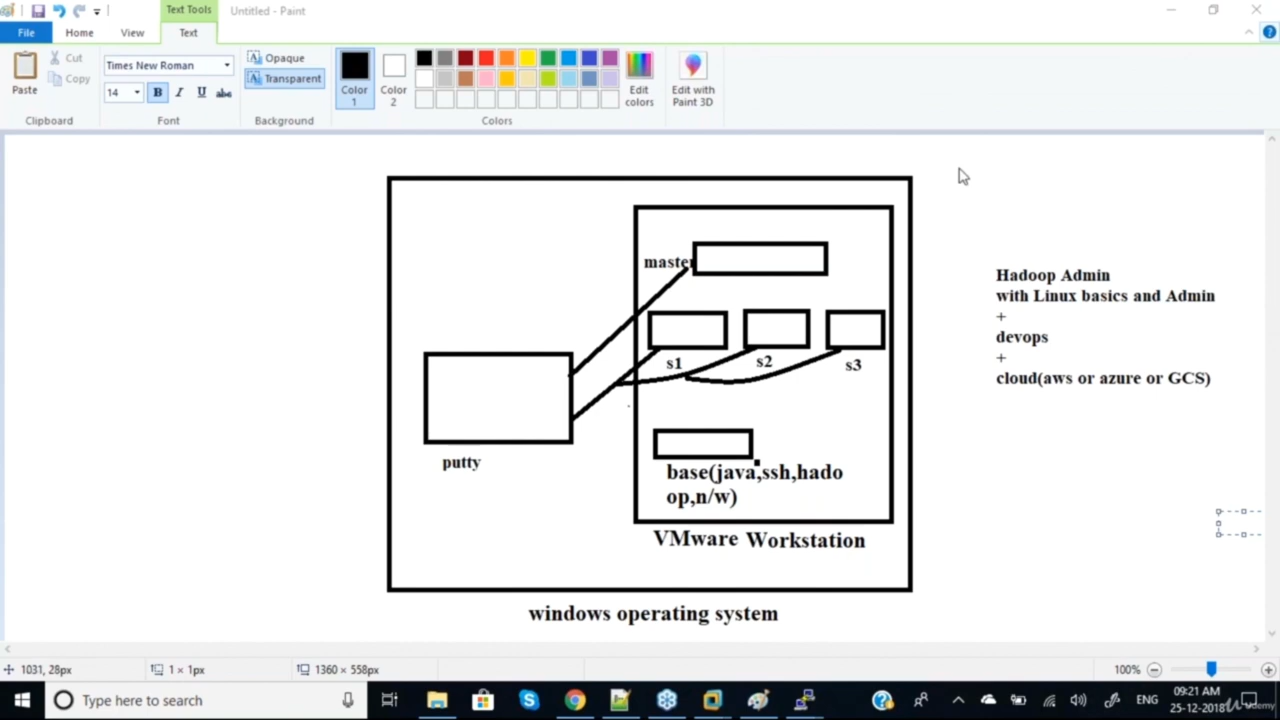 Text Tools
Untitled - Paint
File
Home
View
Text
Paste
Cut
Copy
Clipboard
Times New Roman
14
B
I
U
abc
Font
Opaque
Transparent
Background
Color
1
Color
2
Edit
colors
Edit with
Paint 3D
Colors
master
s1
s2
s3
putty
base(java,ssh,hado
op,n/w)
VMware Workstation
windows operating system
Hadoop Admin
with Linux basics and Admin
+
devops
+
cloud(aws or azure or GCS)
1031, 28px
1 × 1px
1360 × 558px
100%
Type here to search
ENG
09:21 AM
25-12-2018
Udemy